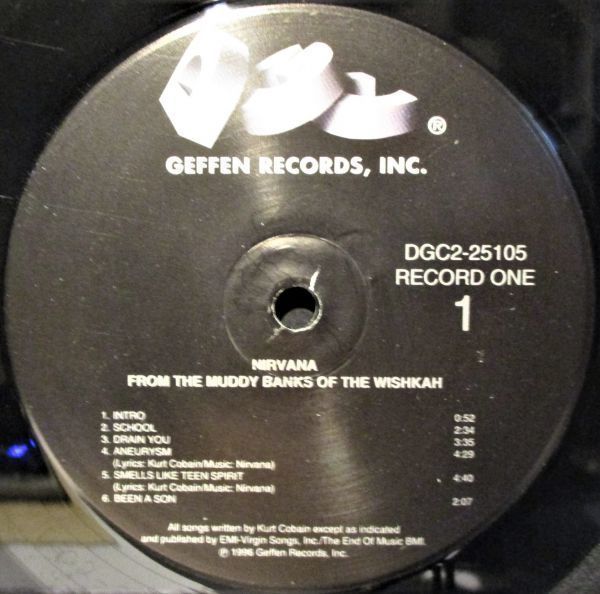 ®
GEFFEN RECORDS, INC.
DGC2-25105
RECORD ONE
1
NIRVANA
FROM THE MUDDY BANKS OF THE WISHKAH
1. INTRO 0:52
2. SCHOOL 2:34
3. DRAIN YOU 3:35
4. ANEURYSM 4:29
(Lyrics: Kurt Cobain/Music: Nirvana)
5. SMELLS LIKE TEEN SPIRIT 4:40
(Lyrics: Kurt Cobain/Music: Nirvana)
6. BEEN A SON 2:07
All songs written by Kurt Cobain except as indicated
and published by EMI-Virgin Songs, Inc./The End Of Music BMI.
℗ 1996 Geffen Records, Inc.